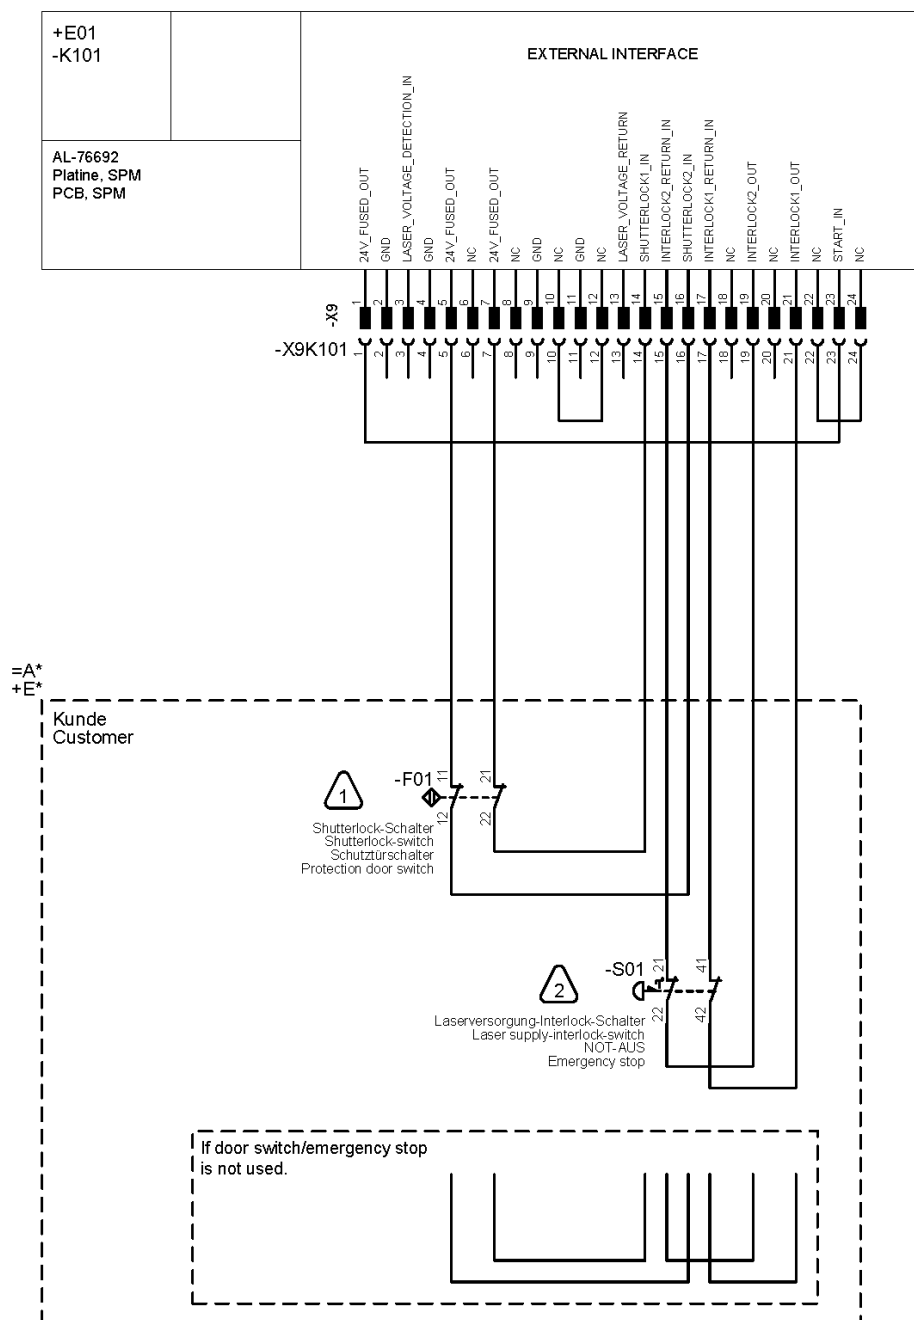 +E01
-K101
EXTERNAL INTERFACE
AL-76692
Platine, SPM
PCB, SPM
24V_FUSED_OUT
GND
LASER_VOLTAGE_DETECTION_IN
GND
24V_FUSED_OUT
NC
24V_FUSED_OUT
NC
GND
NC
GND
NC
LASER_VOLTAGE_RETURN
SHUTTERLOCK1_IN
INTERLOCK2_RETURN_IN
SHUTTERLOCK2_IN
INTERLOCK1_RETURN_IN
NC
INTERLOCK2_OUT
NC
INTERLOCK1_OUT
NC
START_IN
NC
-X9
1 2 3 4 5 6 7 8 9 10 11 12 13 14 15 16 17 18 19 20 21 22 23 24
-X9K101
1 2 3 4 5 6 7 8 9 10 11 12 13 14 15 16 17 18 19 20 21 22 23 24
=A*
+E*
Kunde
Customer
1
-F01
11
21
12
22
Shutterlock-Schalter
Shutterlock-switch
Schutztürschalter
Protection door switch
2
-S01
21
41
22
42
Laserversorgung-Interlock-Schalter
Laser supply-interlock-switch
NOT-AUS
Emergency stop
If door switch/emergency stop
is not used.